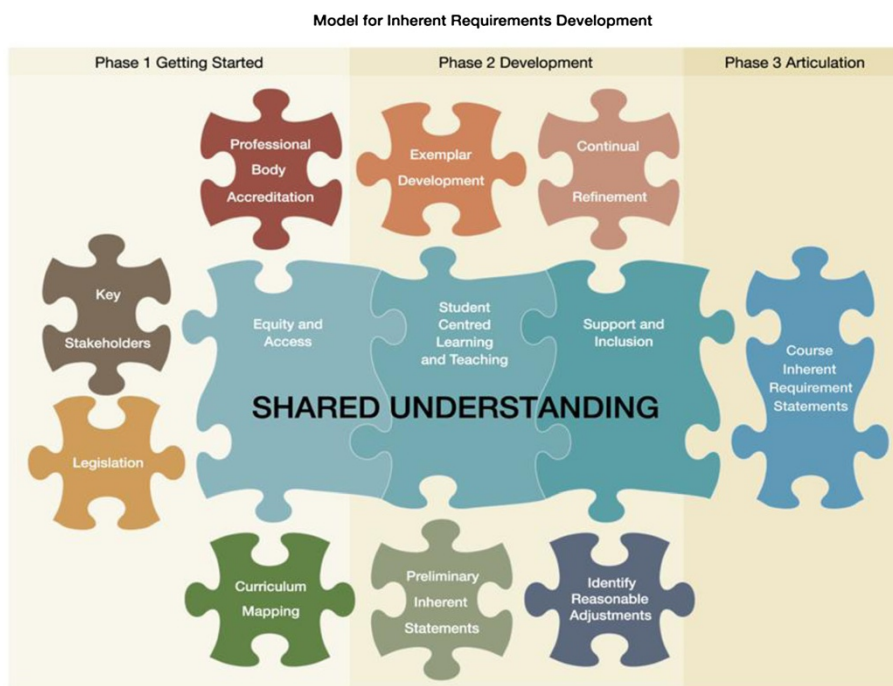 Model for Inherent Requirements Development
Phase 1 Getting Started
Phase 2 Development
Phase 3 Articulation
Professional
Body
Accreditation
Exemplar
Development
Continual
Refinement
Key
Stakeholders
Equity and
Access
Student
Centred
Learning
and Teaching
Support and
Inclusion
Course
Inherent
Requirement
Statements
SHARED UNDERSTANDING
Legislation
Curriculum
Mapping
Preliminary
Inherent
Statements
Identify
Reasonable
Adjustments